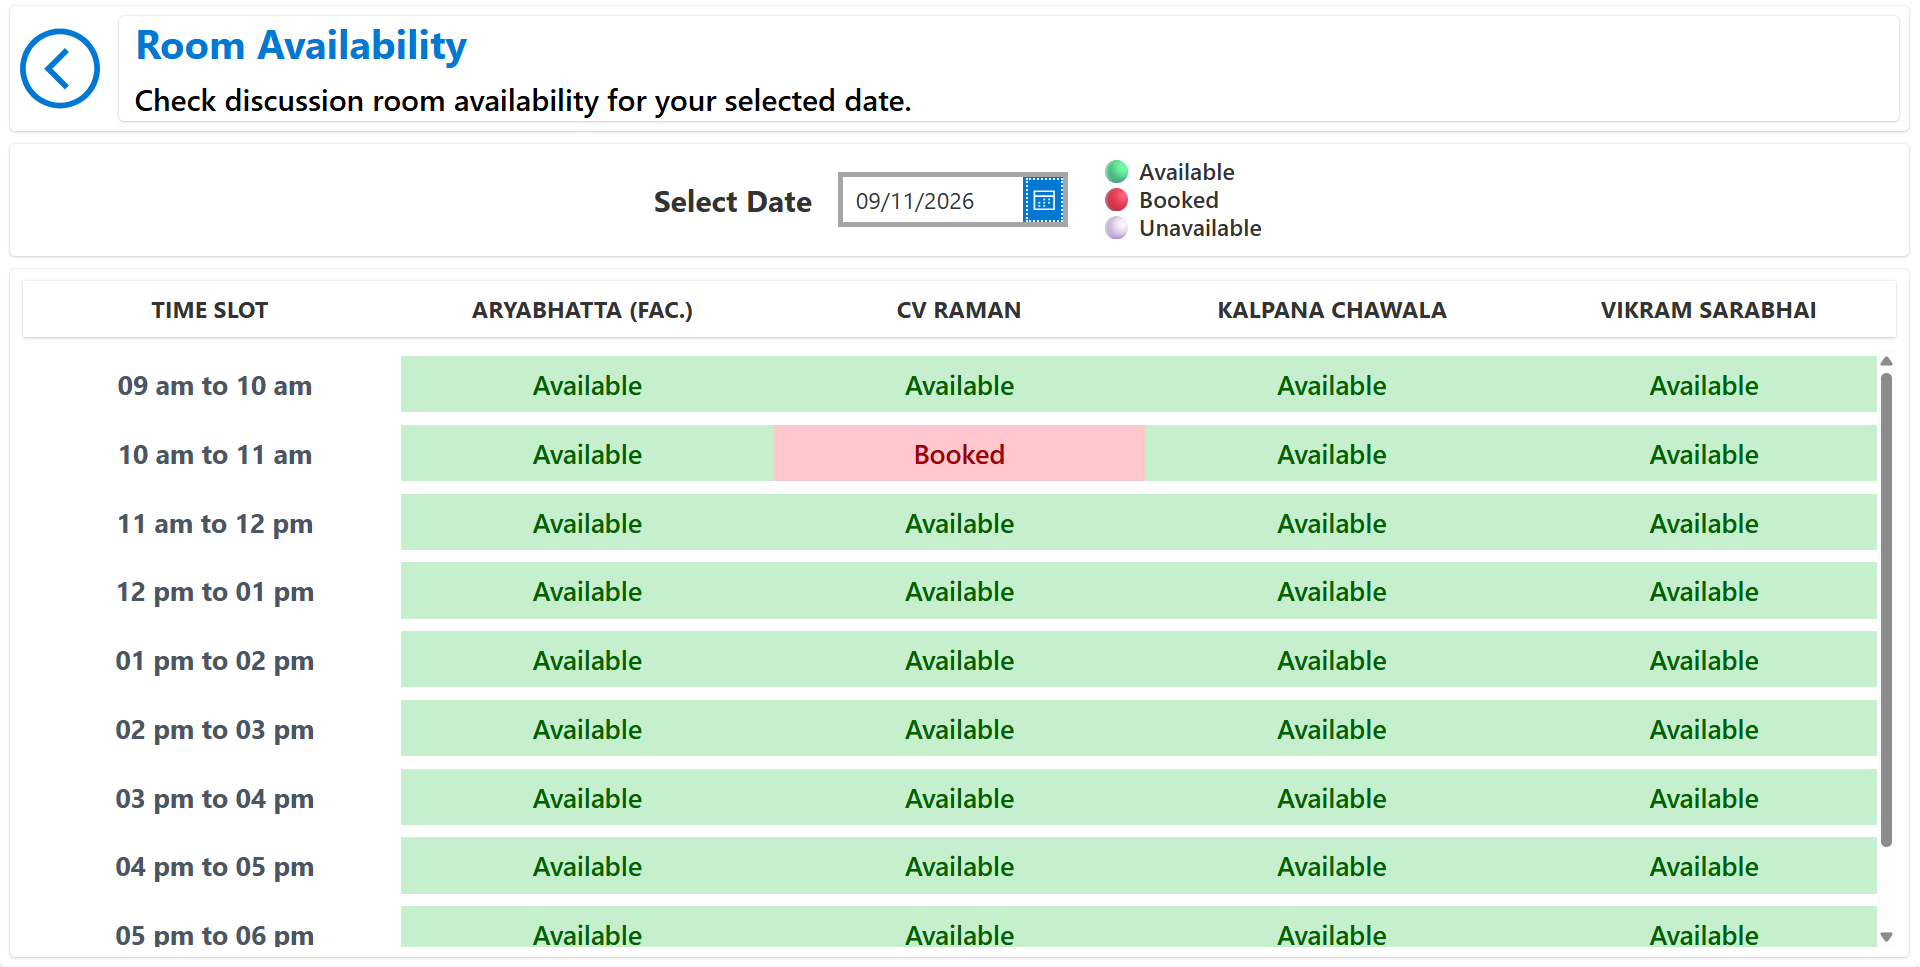 Room Availability
Check discussion room availability for your selected date.
Select Date
09/11/2026
Available
Booked
Unavailable
TIME SLOT ARYABHATTA (FAC.) CV RAMAN KALPANA CHAWALA VIKRAM SARABHAI
09 am to 10 am Available Available Available Available
10 am to 11 am Available Booked Available Available
11 am to 12 pm Available Available Available Available
12 pm to 01 pm Available Available Available Available
01 pm to 02 pm Available Available Available Available
02 pm to 03 pm Available Available Available Available
03 pm to 04 pm Available Available Available Available
04 pm to 05 pm Available Available Available Available
05 pm to 06 pm Available Available Available Available